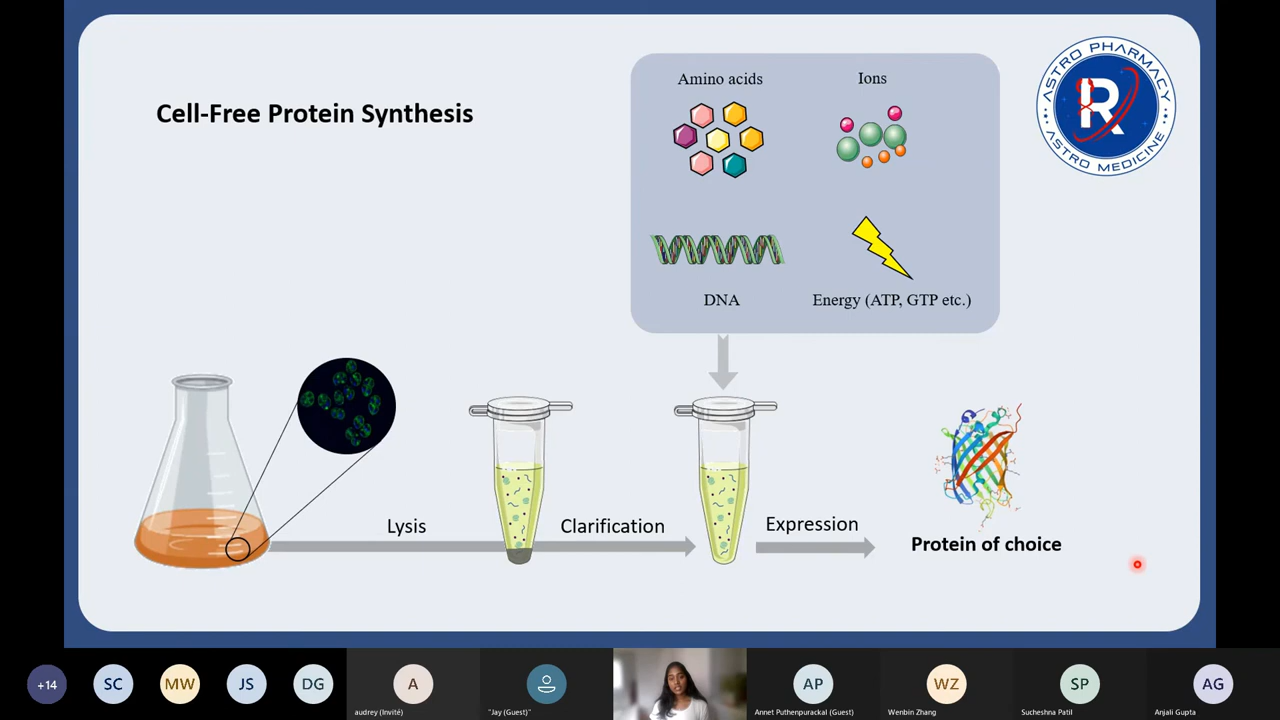 Cell-Free Protein Synthesis
Amino acids
Ions
DNA
Energy (ATP, GTP etc.)
ASTRO PHARMACY
R
ASTRO MEDICINE
Lysis
Clarification
Expression
Protein of choice
+14
SC
MW
JS
DG
A
audrey (Invité)
"Jay (Guest)"
AP
Annet Puthenpurackal (Guest)
WZ
Wenbin Zhang
SP
Sucheshna Patil
AG
Anjali Gupta